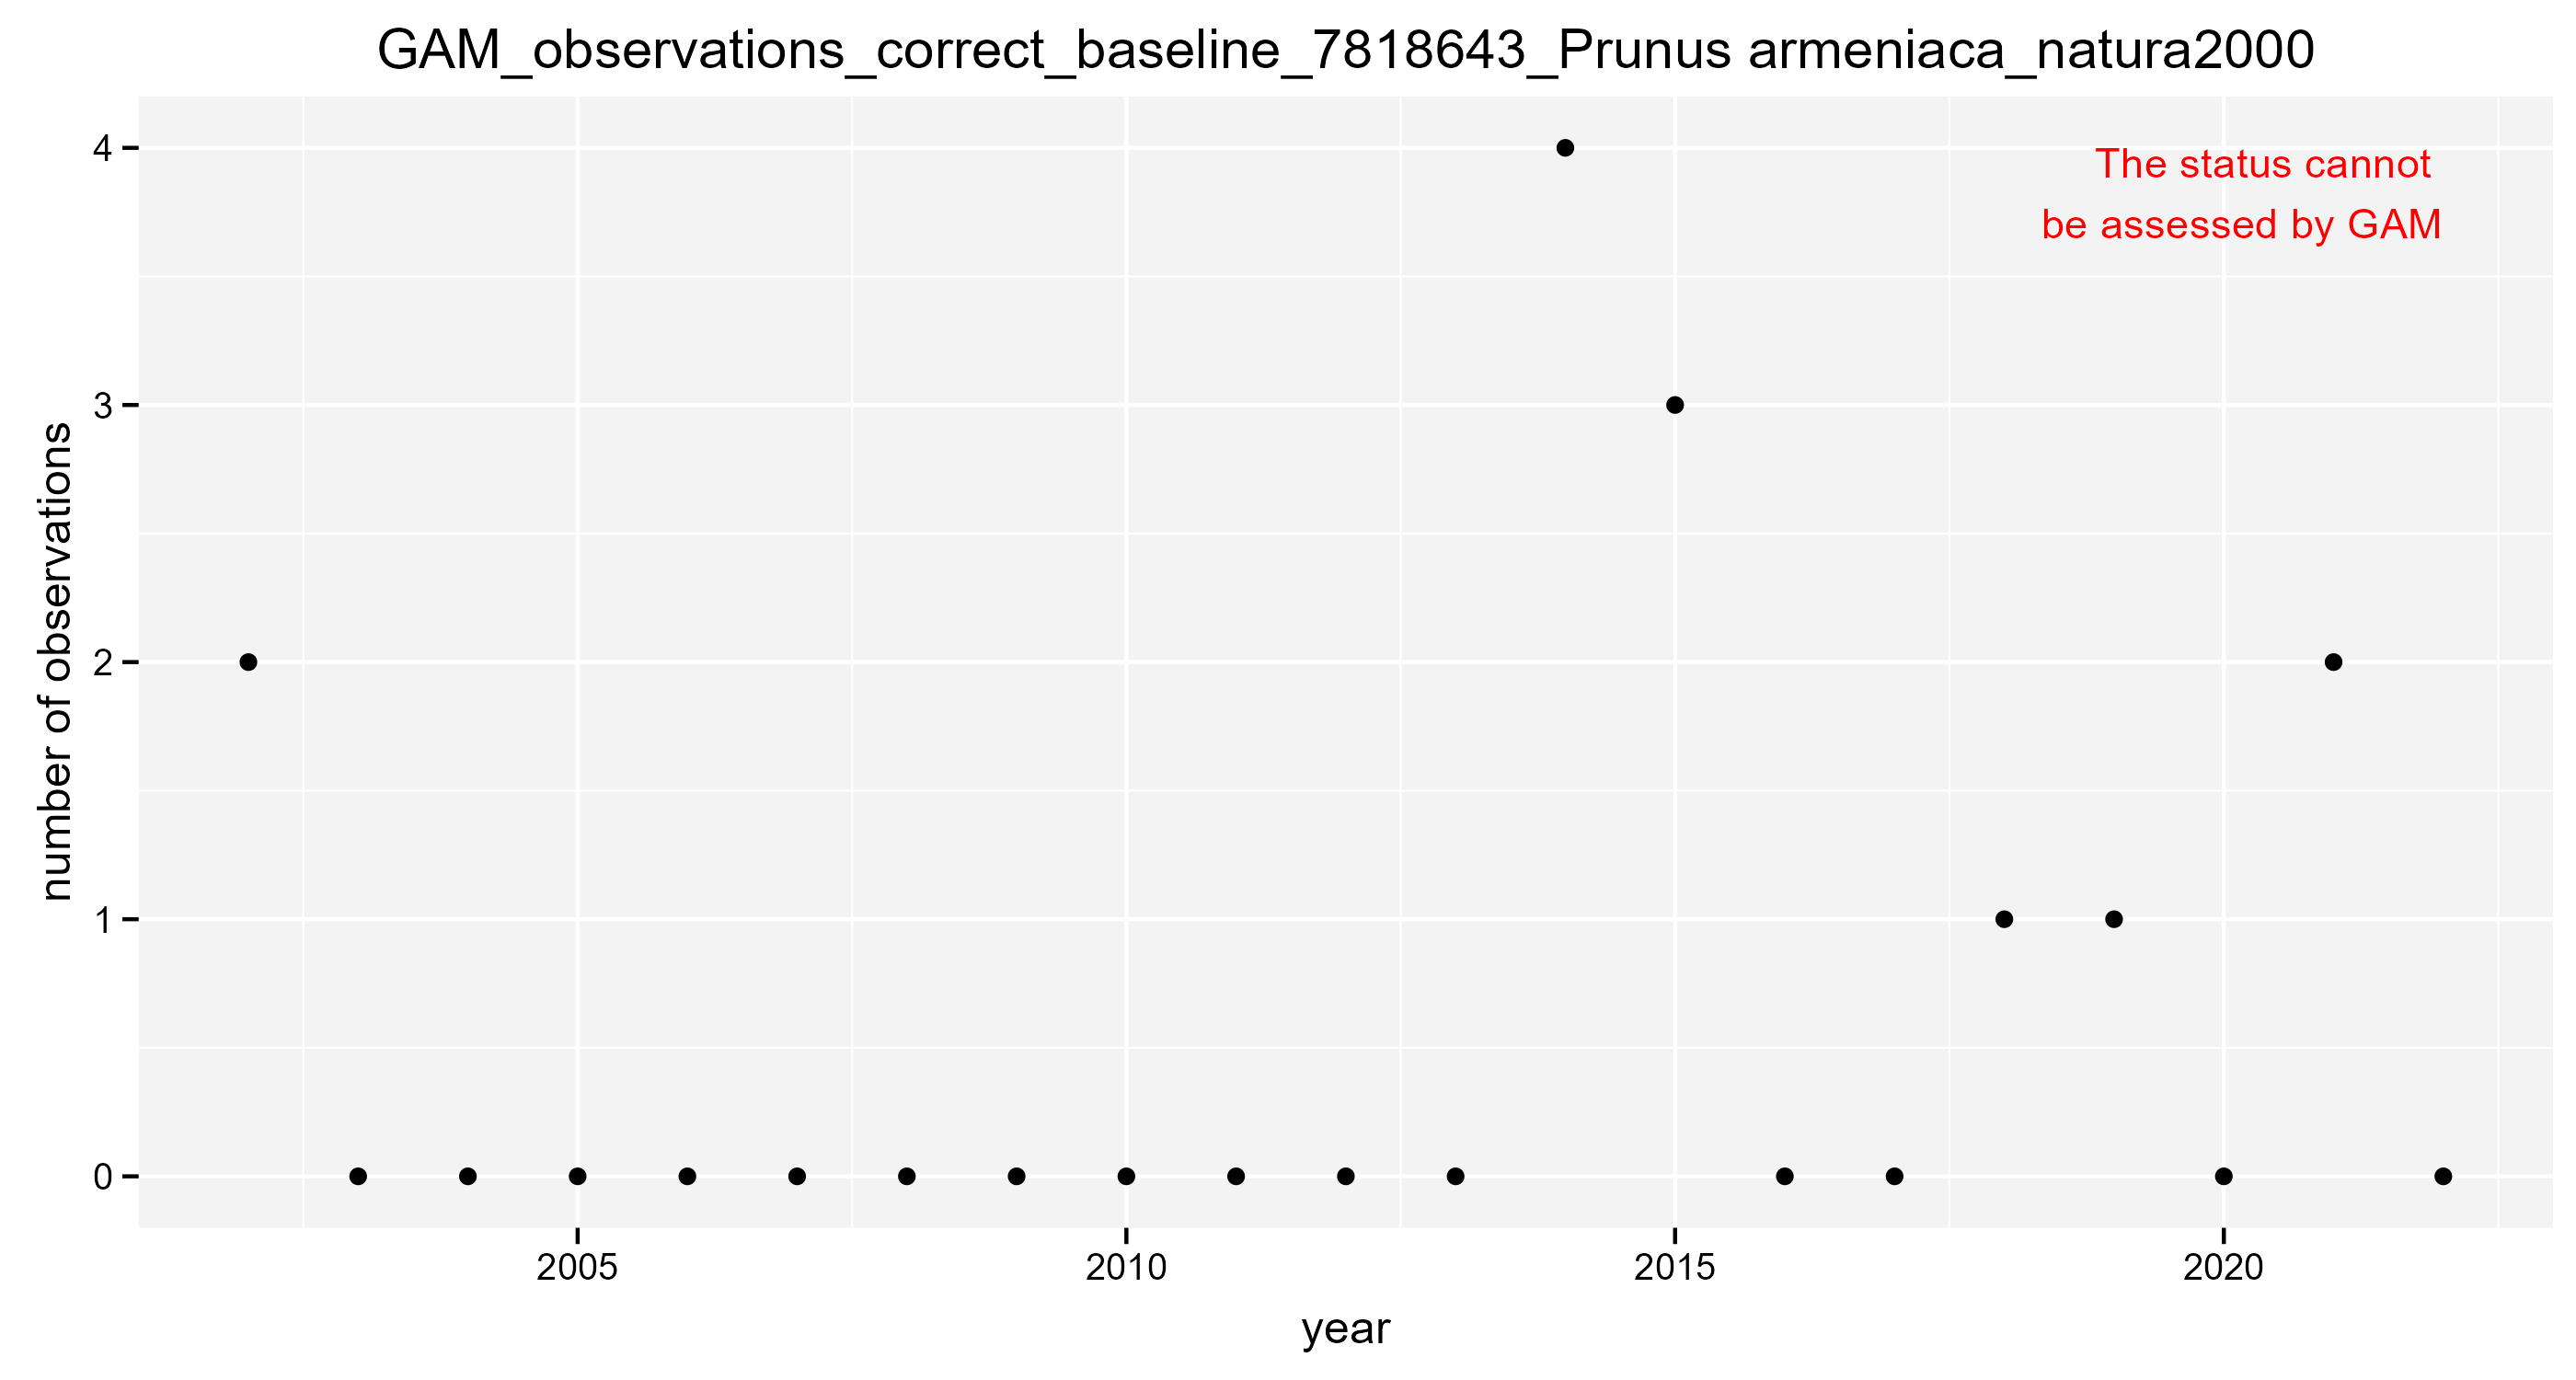 GAM_observations_correct_baseline_7818643_Prunus armeniaca_natura2000
The status cannot
be assessed by GAM
number of observations
4
3
2
1
0
2005
2010
2015
2020
year